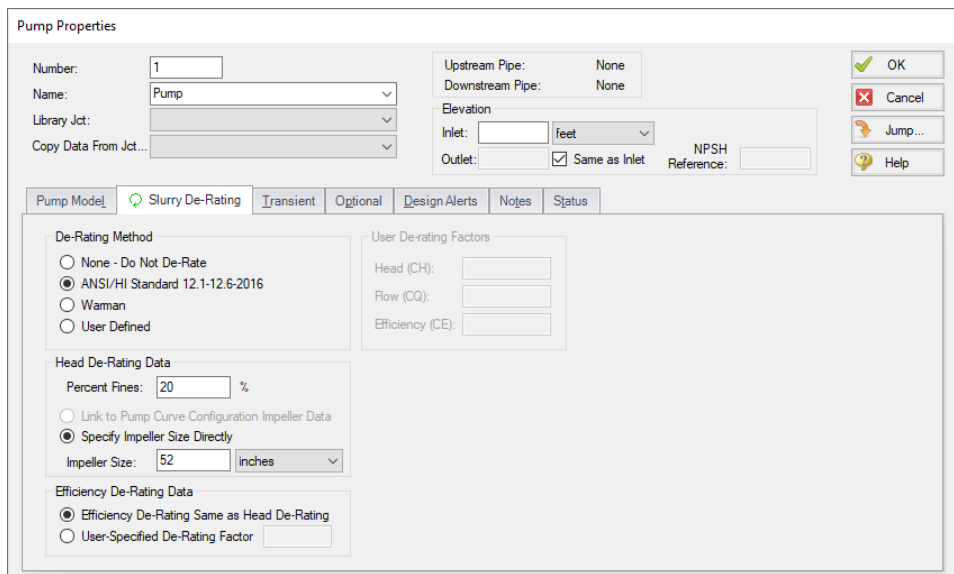 Pump Properties
Number: 1
Name: Pump
Library Jct:
Copy Data From Jct...
Upstream Pipe: None
Downstream Pipe: None
Elevation
Inlet: feet
Outlet: Same as Inlet
NPSH
Reference:
OK
Cancel
Jump...
Help
Pump Model Slurry De-Rating Transient Optional Design Alerts Notes Status
De-Rating Method
None - Do Not De-Rate
ANSI/HI Standard 12.1-12.6-2016
Warman
User Defined
User De-rating Factors
Head (CH):
Flow (CQ):
Efficiency (CE):
Head De-Rating Data
Percent Fines: 20 %
Link to Pump Curve Configuration Impeller Data
Specify Impeller Size Directly
Impeller Size: 52 inches
Efficiency De-Rating Data
Efficiency De-Rating Same as Head De-Rating
User-Specified De-Rating Factor